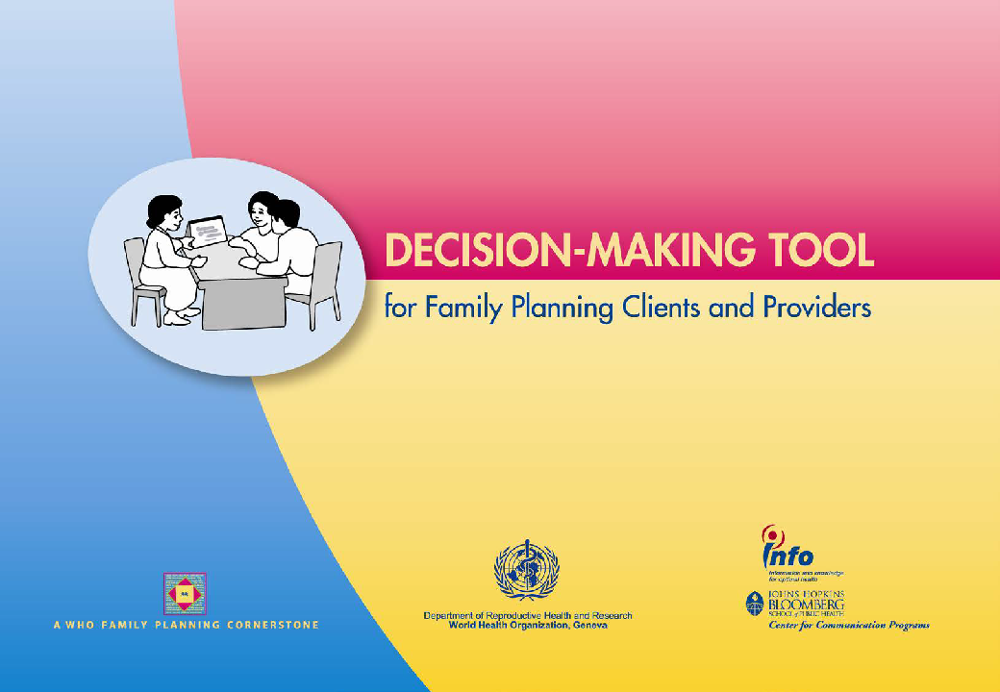 DECISION-MAKING TOOL
for Family Planning Clients and Providers
A WHO FAMILY PLANNING CORNERSTONE
Department of Reproductive Health and Research
World Health Organization, Geneva
info
Information and knowledge
for optimal health
JOHNS HOPKINS
BLOOMBERG
SCHOOL of PUBLIC HEALTH
Center for Communication Programs